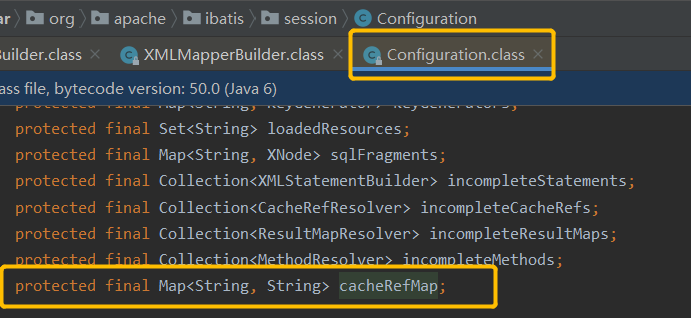 ar org apache ibatis session Configuration
Builder.class × XMLMapperBuilder.class × Configuration.class ×
ass file, bytecode version: 50.0 (Java 6)
protected final Map<String, KeyGenerator> keyGenerators;
protected final Set<String> loadedResources;
protected final Map<String, XNode> sqlFragments;
protected final Collection<XMLStatementBuilder> incompleteStatements;
protected final Collection<CacheRefResolver> incompleteCacheRefs;
protected final Collection<ResultMapResolver> incompleteResultMaps;
protected final Collection<MethodResolver> incompleteMethods;
protected final Map<String, String> cacheRefMap;